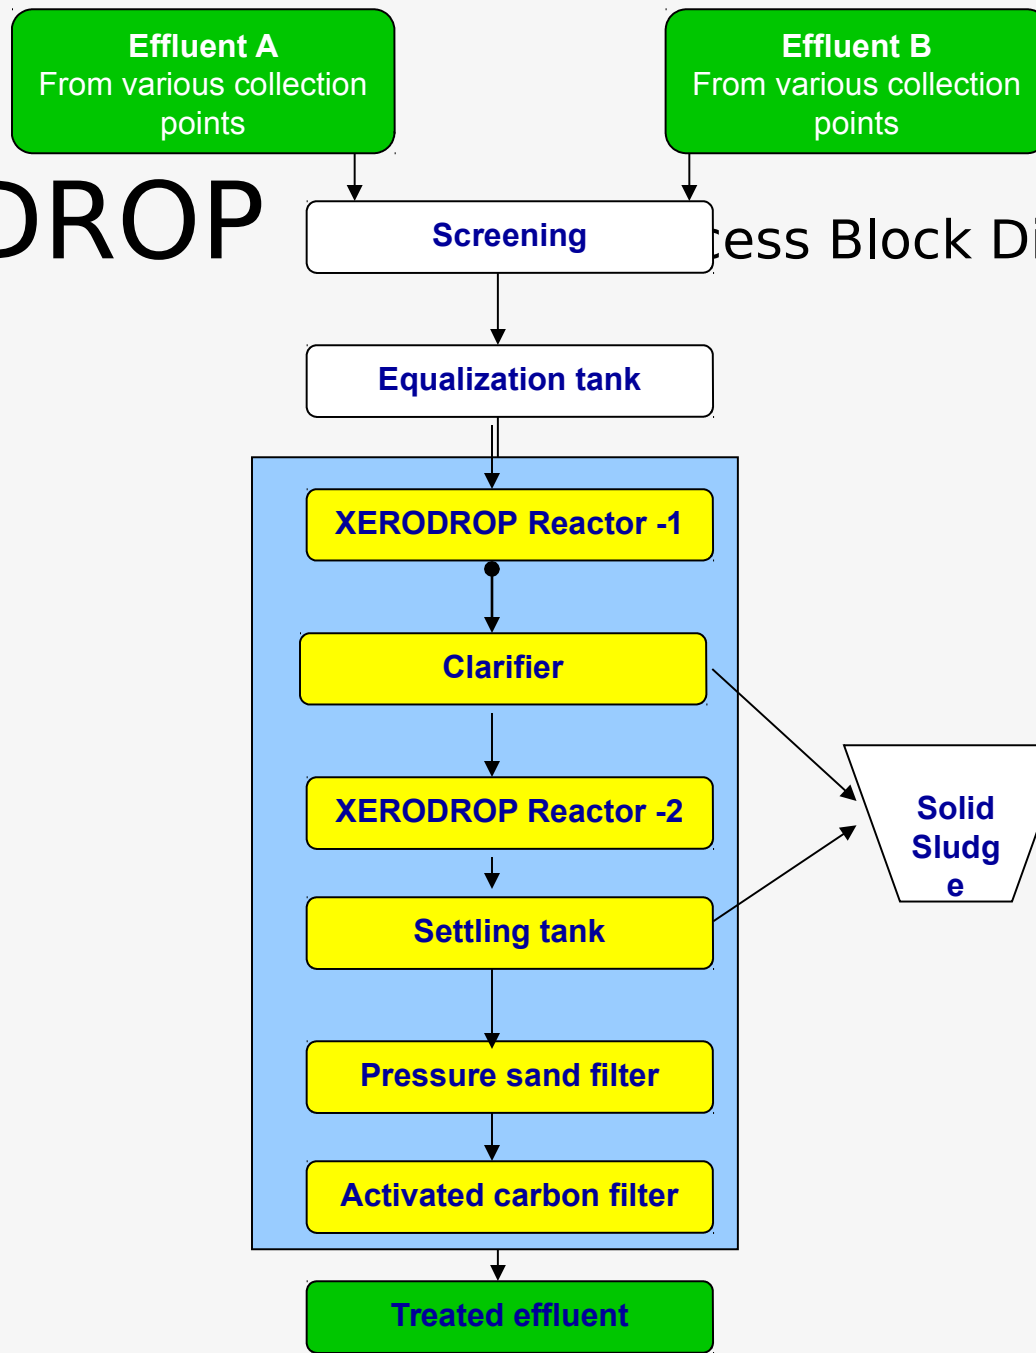 Effluent A
From various collection
points
Effluent B
From various collection
points
DROP
Screening
cess Block Di
Equalization tank
XERODROP Reactor -1
Clarifier
XERODROP Reactor -2
Solid
Sludg
e
Settling tank
Pressure sand filter
Activated carbon filter
Treated effluent